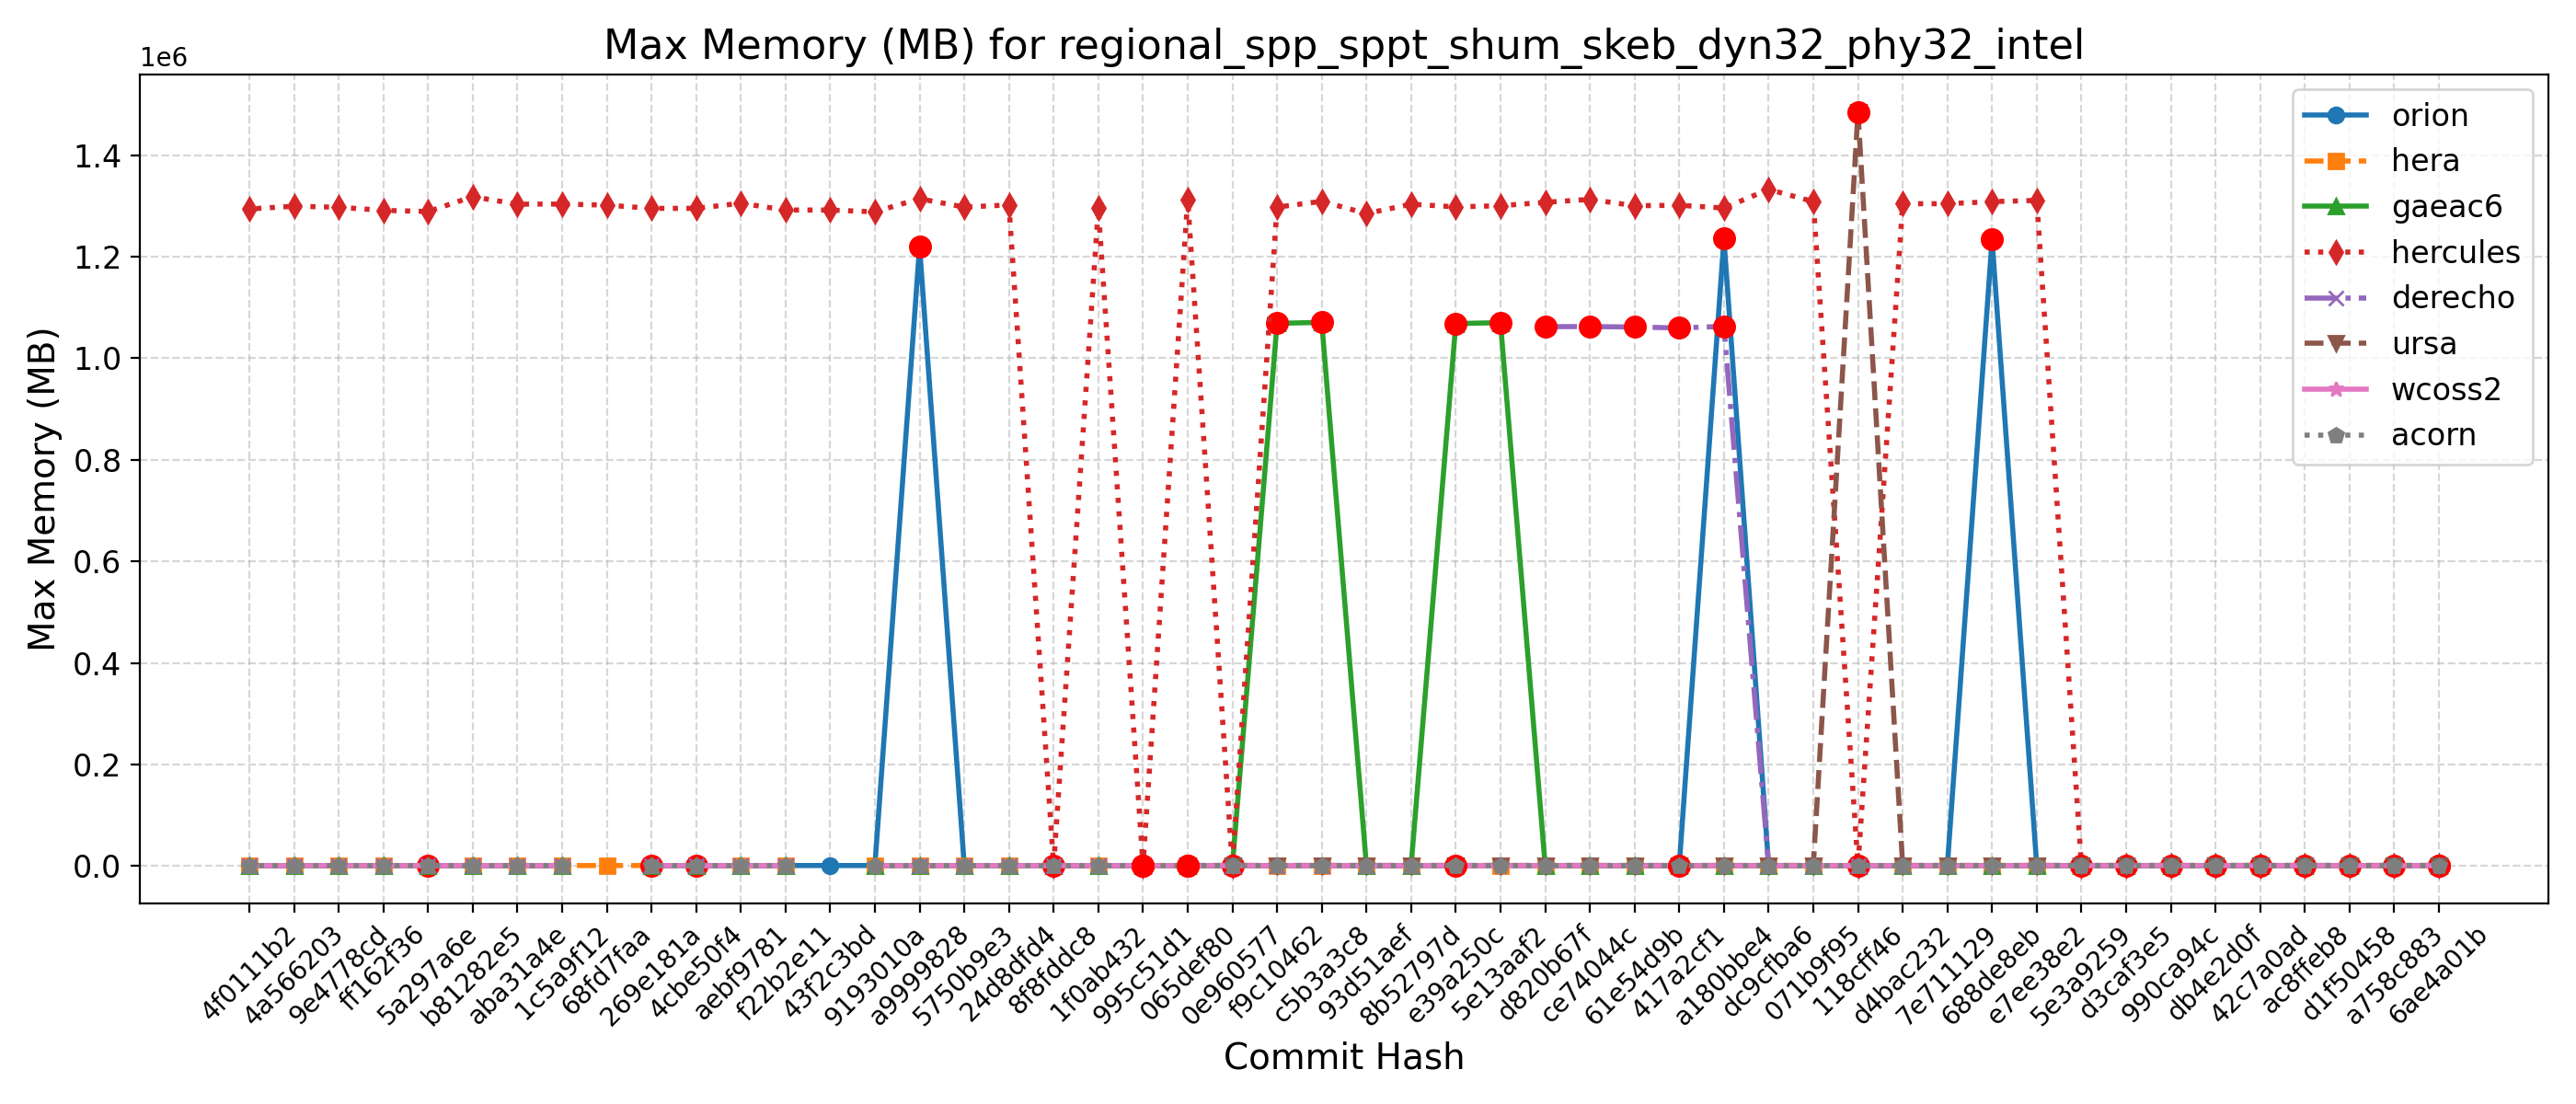 Max Memory (MB) for regional_spp_sppt_shum_skeb_dyn32_phy32_intel
1e6
Max Memory (MB)
1.4
1.2
1.0
0.8
0.6
0.4
0.2
0.0
orion
hera
gaeac6
hercules
derecho
ursa
wcoss2
acorn
4f0111b2
4a566203
9e4778cd
ff162f36
5a297a6e
b81282e5
aba31a4e
1c5a9f12
68fd7faa
269e181a
4cbe50f4
aebf9781
f22b2e11
43f2c3bd
9193010a
a9999828
5750b9e3
24d8dfd4
8f8fddc8
1f0ab432
995c51d1
065def80
0e960577
f9c10462
c5b3a3c8
93d51aef
8b52797d
e39a250c
5e13aaf2
d820b67f
ce74044c
61e54d9b
417a2cf1
a180bbe4
dc9cfba6
071b9f95
118cff46
d4bac232
7e711129
688de8eb
e7ee38e2
5e3a9259
d3caf3e5
990ca94c
db4e2d0f
42c7a0ad
ac8ffeb8
d1f50458
a758c883
6ae4a01b
Commit Hash